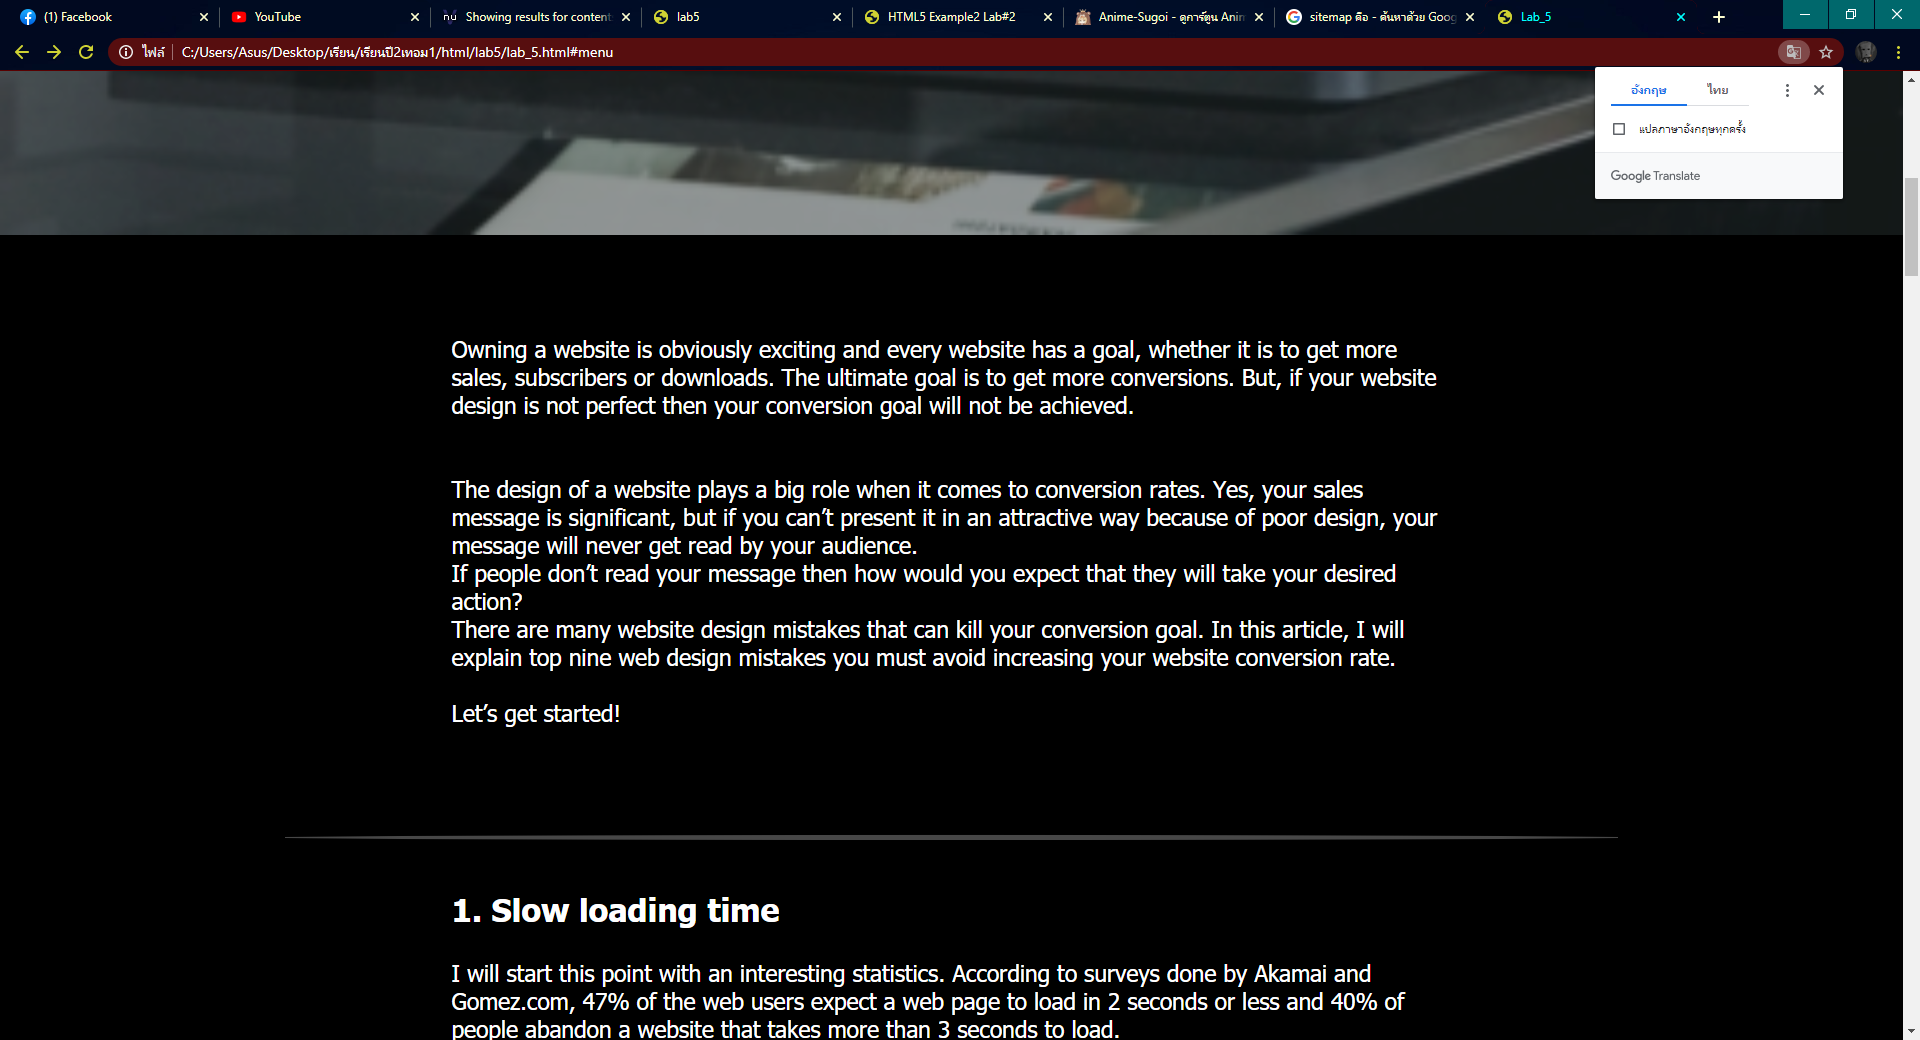 (1) Facebook
YouTube
Showing results for content
lab5
HTML5 Example2 Lab#2
Anime-Sugoi - ดูการ์ตูน Anim
sitemap คือ - ค้นหาด้วย Goog
Lab_5
ไฟล์ C:/Users/Asus/Desktop/เรียน/เรียนปี2เทอม1/html/lab5/lab_5.html#menu
อังกฤษ ไทย
แปลภาษาอังกฤษทุกครั้ง
Google Translate
Owning a website is obviously exciting and every website has a goal, whether it is to get more
sales, subscribers or downloads. The ultimate goal is to get more conversions. But, if your website
design is not perfect then your conversion goal will not be achieved.
The design of a website plays a big role when it comes to conversion rates. Yes, your sales
message is significant, but if you can’t present it in an attractive way because of poor design, your
message will never get read by your audience.
If people don’t read your message then how would you expect that they will take your desired
action?
There are many website design mistakes that can kill your conversion goal. In this article, I will
explain top nine web design mistakes you must avoid increasing your website conversion rate.
Let’s get started!
1. Slow loading time
I will start this point with an interesting statistics. According to surveys done by Akamai and
Gomez.com, 47% of the web users expect a web page to load in 2 seconds or less and 40% of
people abandon a website that takes more than 3 seconds to load.